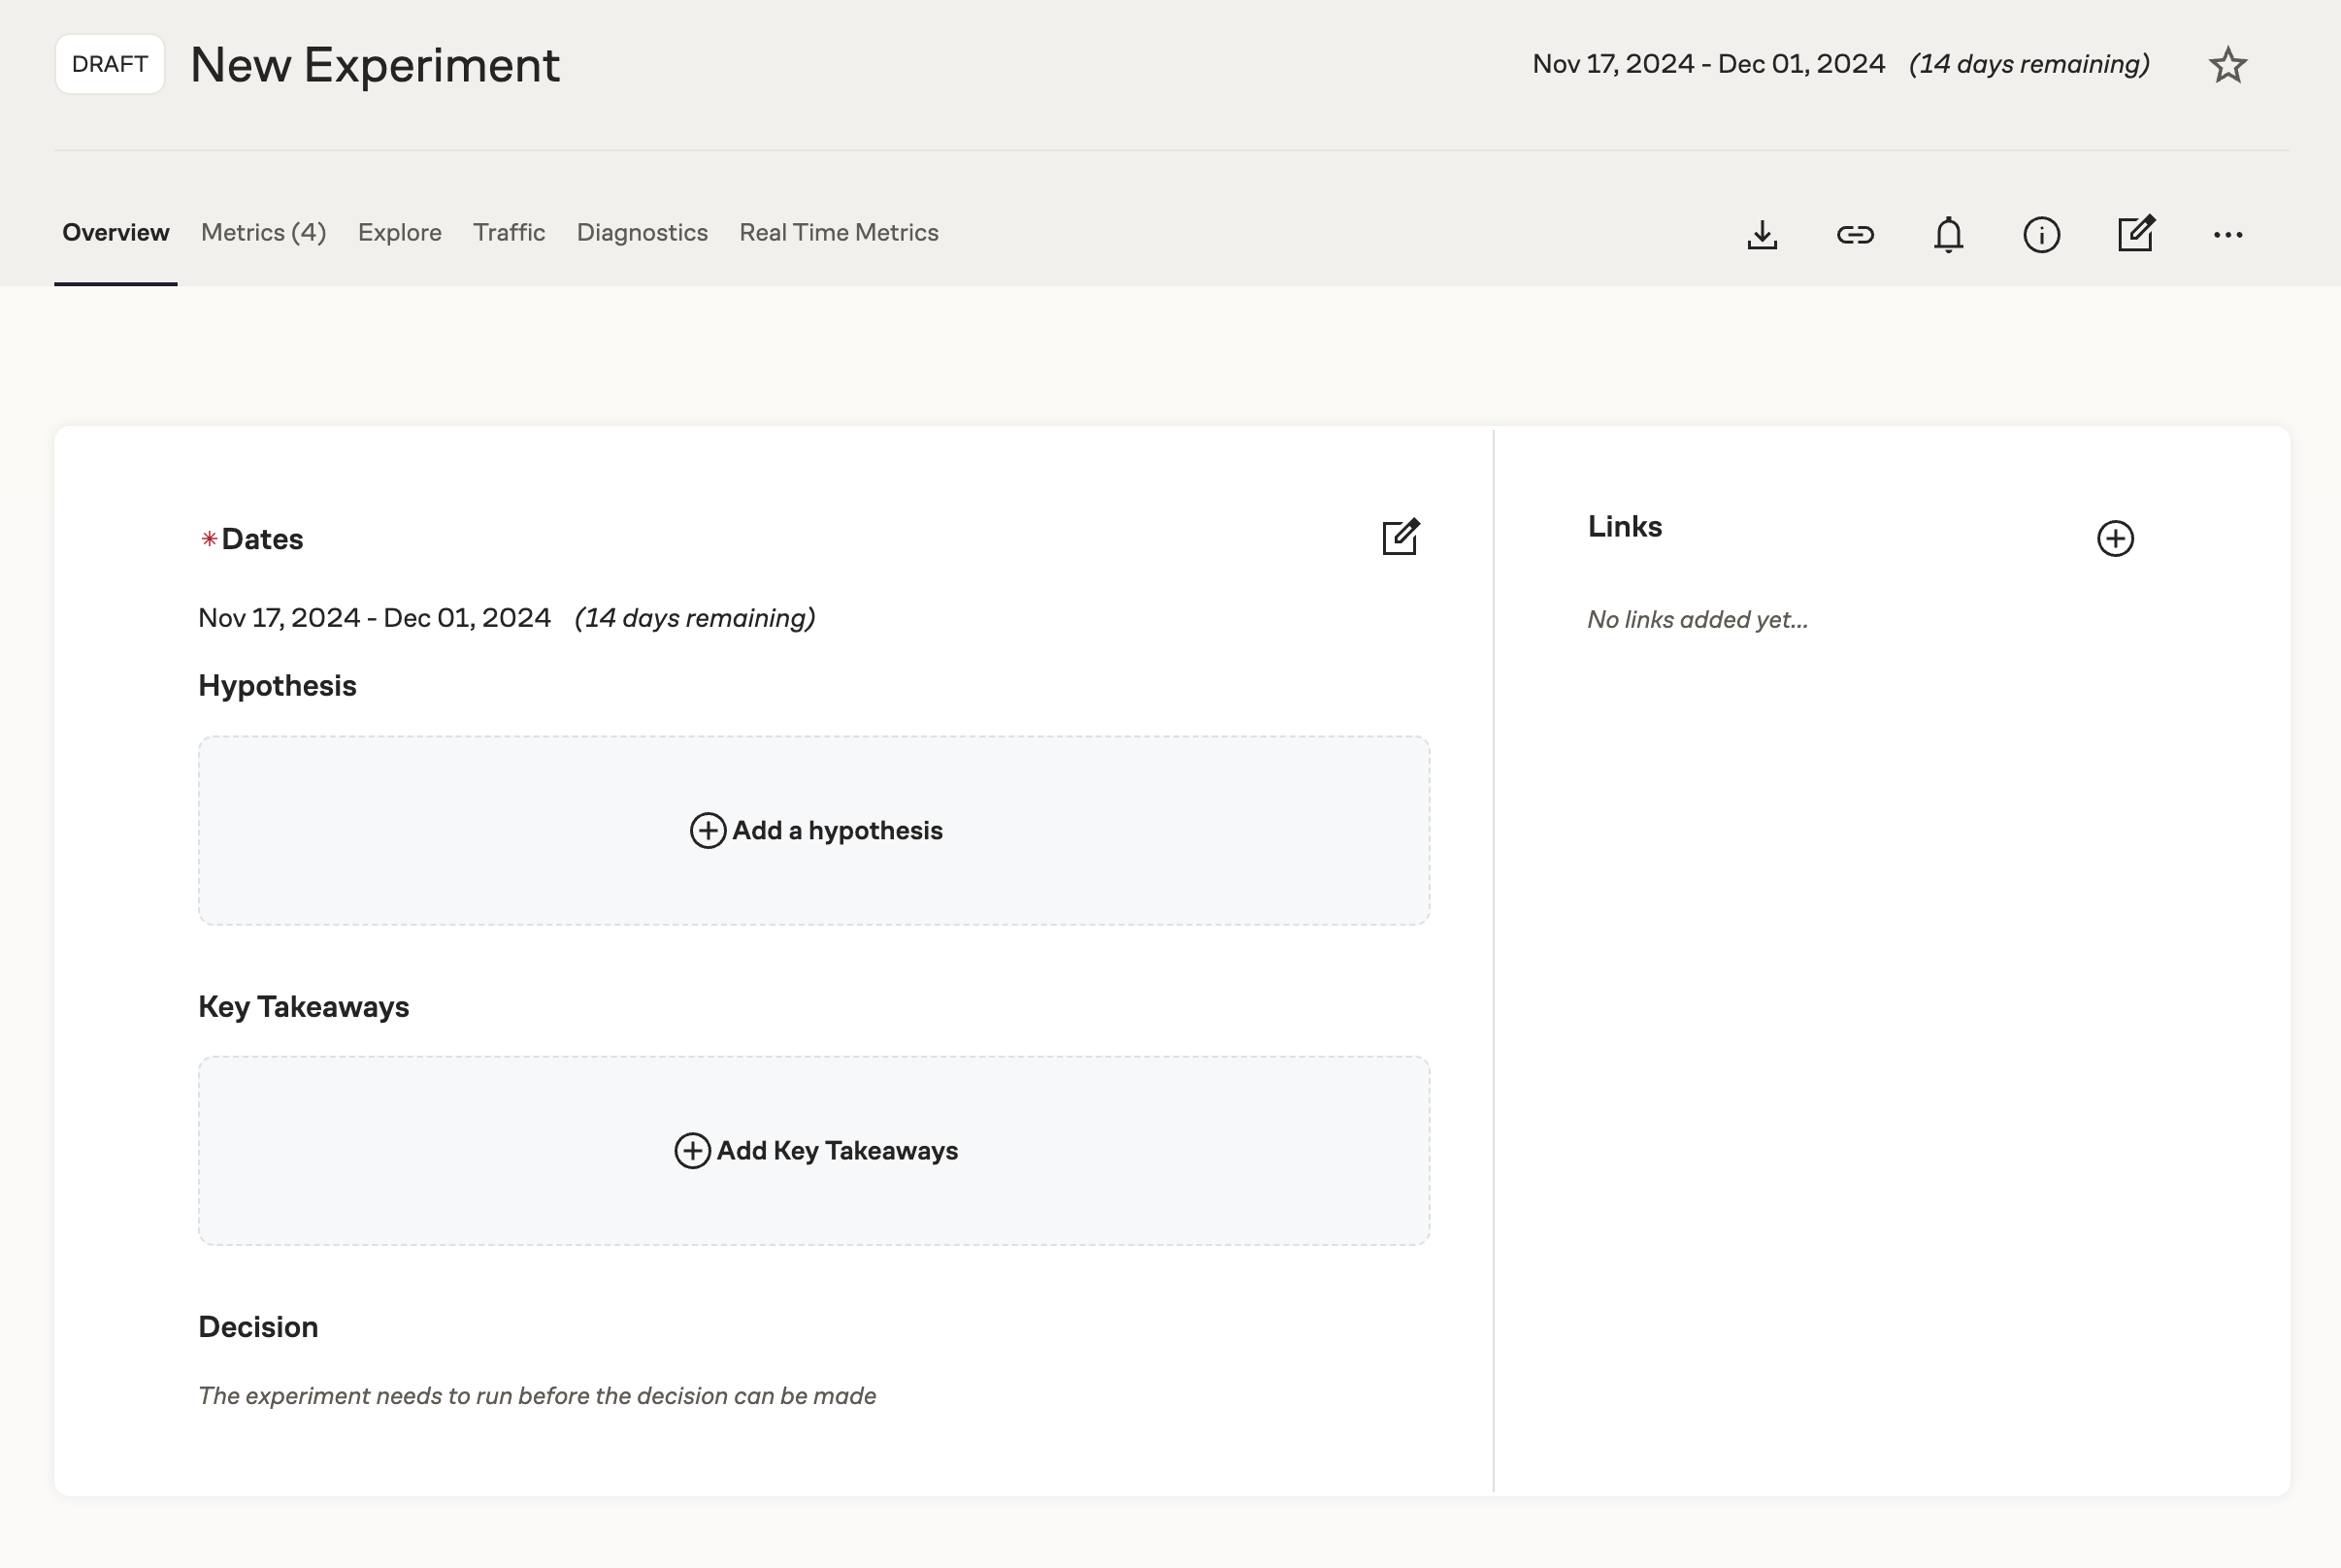 DRAFT New Experiment Nov 17, 2024 - Dec 01, 2024 (14 days remaining)
Overview Metrics (4) Explore Traffic Diagnostics Real Time Metrics
*Dates
Nov 17, 2024 - Dec 01, 2024 (14 days remaining)
Hypothesis
Add a hypothesis
Key Takeaways
Add Key Takeaways
Decision
The experiment needs to run before the decision can be made
Links
No links added yet...